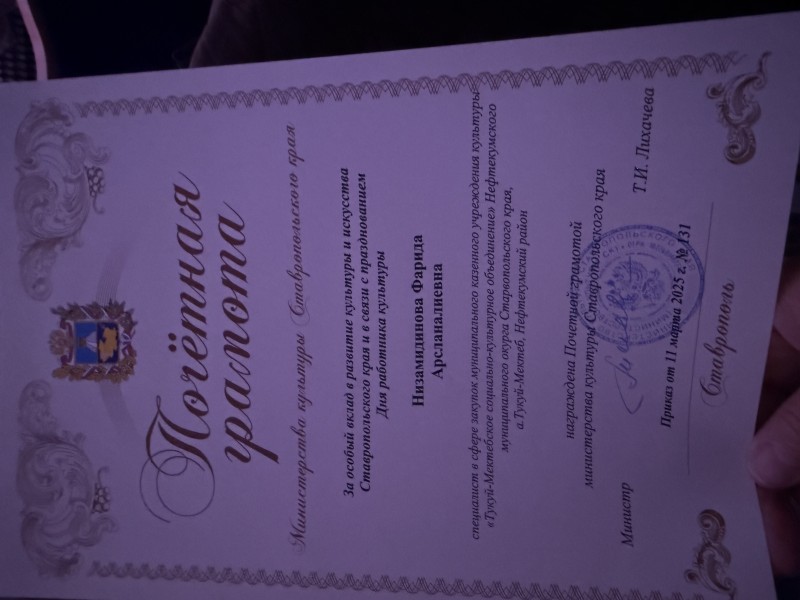 Почётная
грамота
Министерства культуры Ставропольского края
За особый вклад в развитие культуры и искусства
Ставропольского края и в связи с празднованием
Дня работника культуры
Низамидинова Фарида
Арсланалиевна
специалист в сфере закупок муниципального казенного учреждения культуры
«Тукуй-Мектебское социально-культурное объединение» Нефтекумского
муниципального округа Ставропольского края,
а.Тукуй-Мектеб, Нефтекумский район
награждена Почетной грамотой
министерства культуры Ставропольского края
Министр Т.И. Лихачева
Приказ от 11 марта 2025 г. № 131
Ставрополь